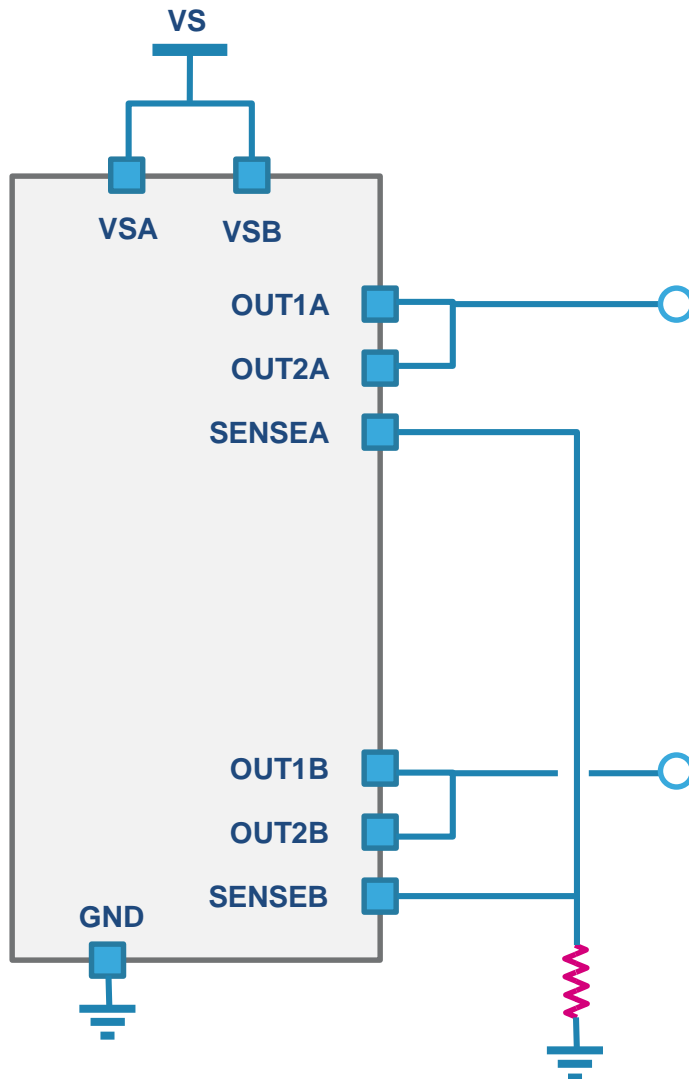 VS
VSA
VSB
OUT1A
OUT2A
SENSEA
OUT1B
OUT2B
SENSEB
GND